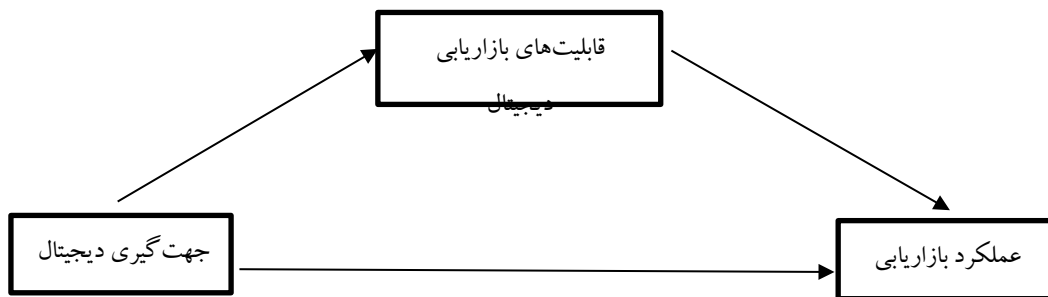 قابلیت‌های بازاریابی
دیجیتال
جهت‌گیری دیجیتال
عملکرد بازاریابی